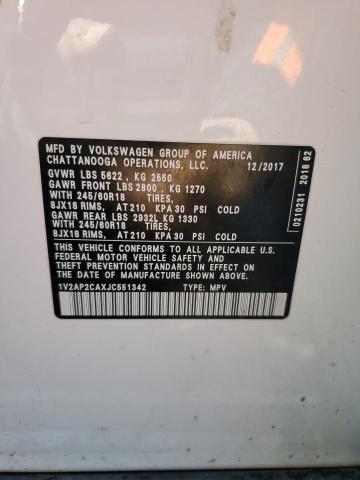 MFD BY VOLKSWAGEN GROUP OF AMERICA
CHATTANOOGA OPERATIONS, LLC. 12/2017
GVWR LBS 5622 , KG 2550
GAWR FRONT LBS 2800 , KG 1270
WITH 245/60R18 TIRES,
8JX18 RIMS, AT 210 KPA 30 PSI COLD
GAWR REAR LBS 2932L KG 1330
WITH 245/60R18 TIRES,
8JX18 RIMS, AT 210 KPA 30 PSI COLD
THIS VEHICLE CONFORMS TO ALL APPLICABLE U.S.
FEDERAL MOTOR VEHICLE SAFETY AND
THEFT PREVENTION STANDARDS IN EFFECT ON THE
DATE OF MANUFACTURE SHOWN ABOVE.
1V2AP2CAXJC551342 TYPE: MPV
0210231 2018 62